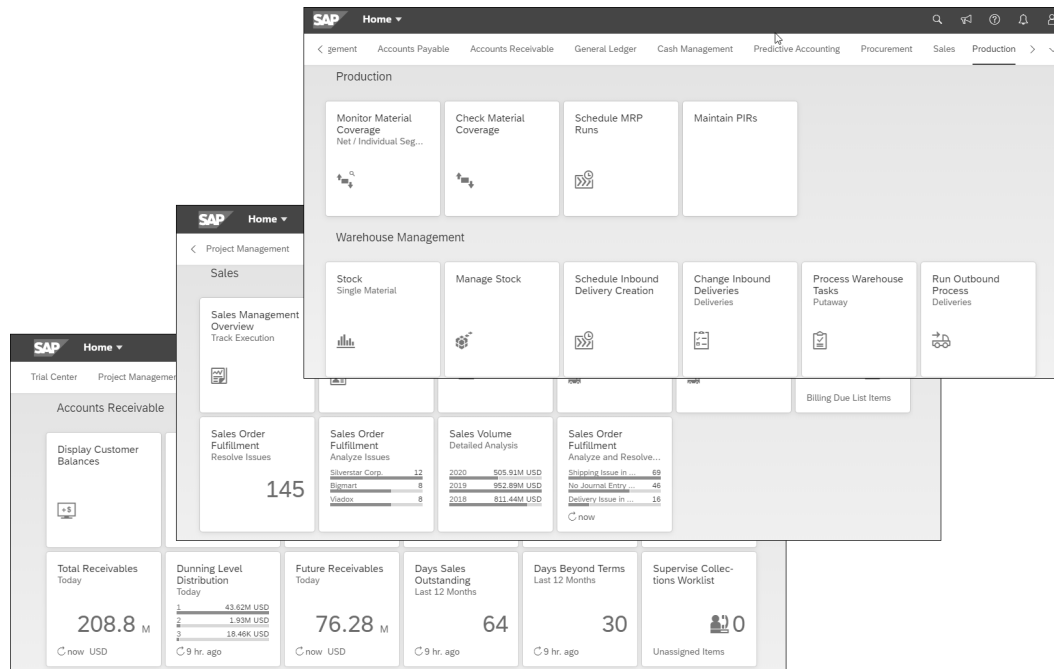 SAP Home
gement Accounts Payable Accounts Receivable General Ledger Cash Management Predictive Accounting Procurement Sales Production
Production
Monitor Material
Coverage
Net / Individual Seg...
Check Material
Coverage
Schedule MRP
Runs
Maintain PIRs
Warehouse Management
Stock
Single Material
Manage Stock
Schedule Inbound
Delivery Creation
Change Inbound
Deliveries
Deliveries
Process Warehouse
Tasks
Putaway
Run Outbound
Process
Deliveries
SAP Home
Project Management
Sales
Sales Management
Overview
Track Execution
Billing Due List Items
Sales Order
Fulfillment
Resolve Issues
145
Sales Order
Fulfillment
Analyze Issues
Silverstar Corp. 12
Bigmart 8
Viadox 8
Sales Volume
Detailed Analysis
2020 505.91M USD
2019 952.89M USD
2018 811.44M USD
Sales Order
Fulfillment
Analyze and Resolve...
Shipping Issue in ... 69
No Journal Entry ... 46
Delivery Issue in ... 16
now
SAP Home
Trial Center Project Managemen
Accounts Receivable
Display Customer
Balances
+$
Total Receivables
Today
208.8 M
now USD
Dunning Level
Distribution
Today
1 43.62M USD
2 1.93M USD
3 18.46K USD
9 hr. ago
Future Receivables
Today
76.28 M
now USD
Days Sales
Outstanding
Last 12 Months
64
9 hr. ago
Days Beyond Terms
Last 12 Months
30
9 hr. ago
Supervise Collec-
tions Worklist
0
Unassigned Items